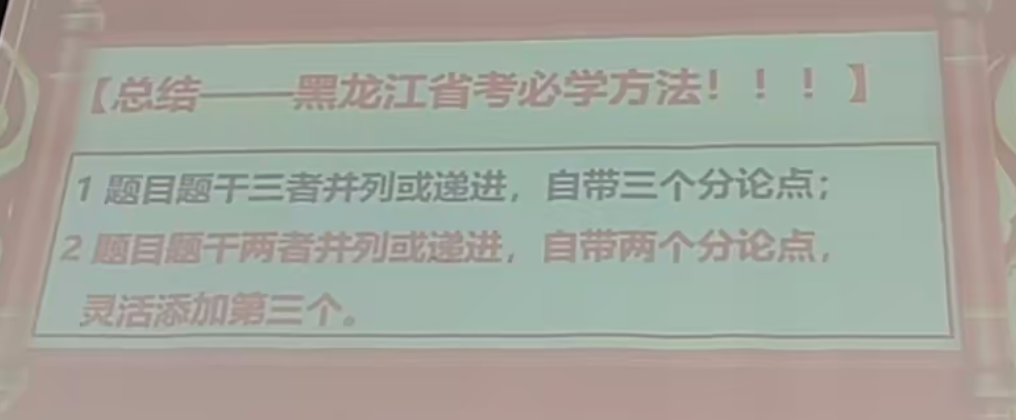 【总结——黑龙江省考必学方法！！！】
1 题目题干三者并列或递进，自带三个分论点；
2 题目题干两者并列或递进，自带两个分论点，
灵活添加第三个。